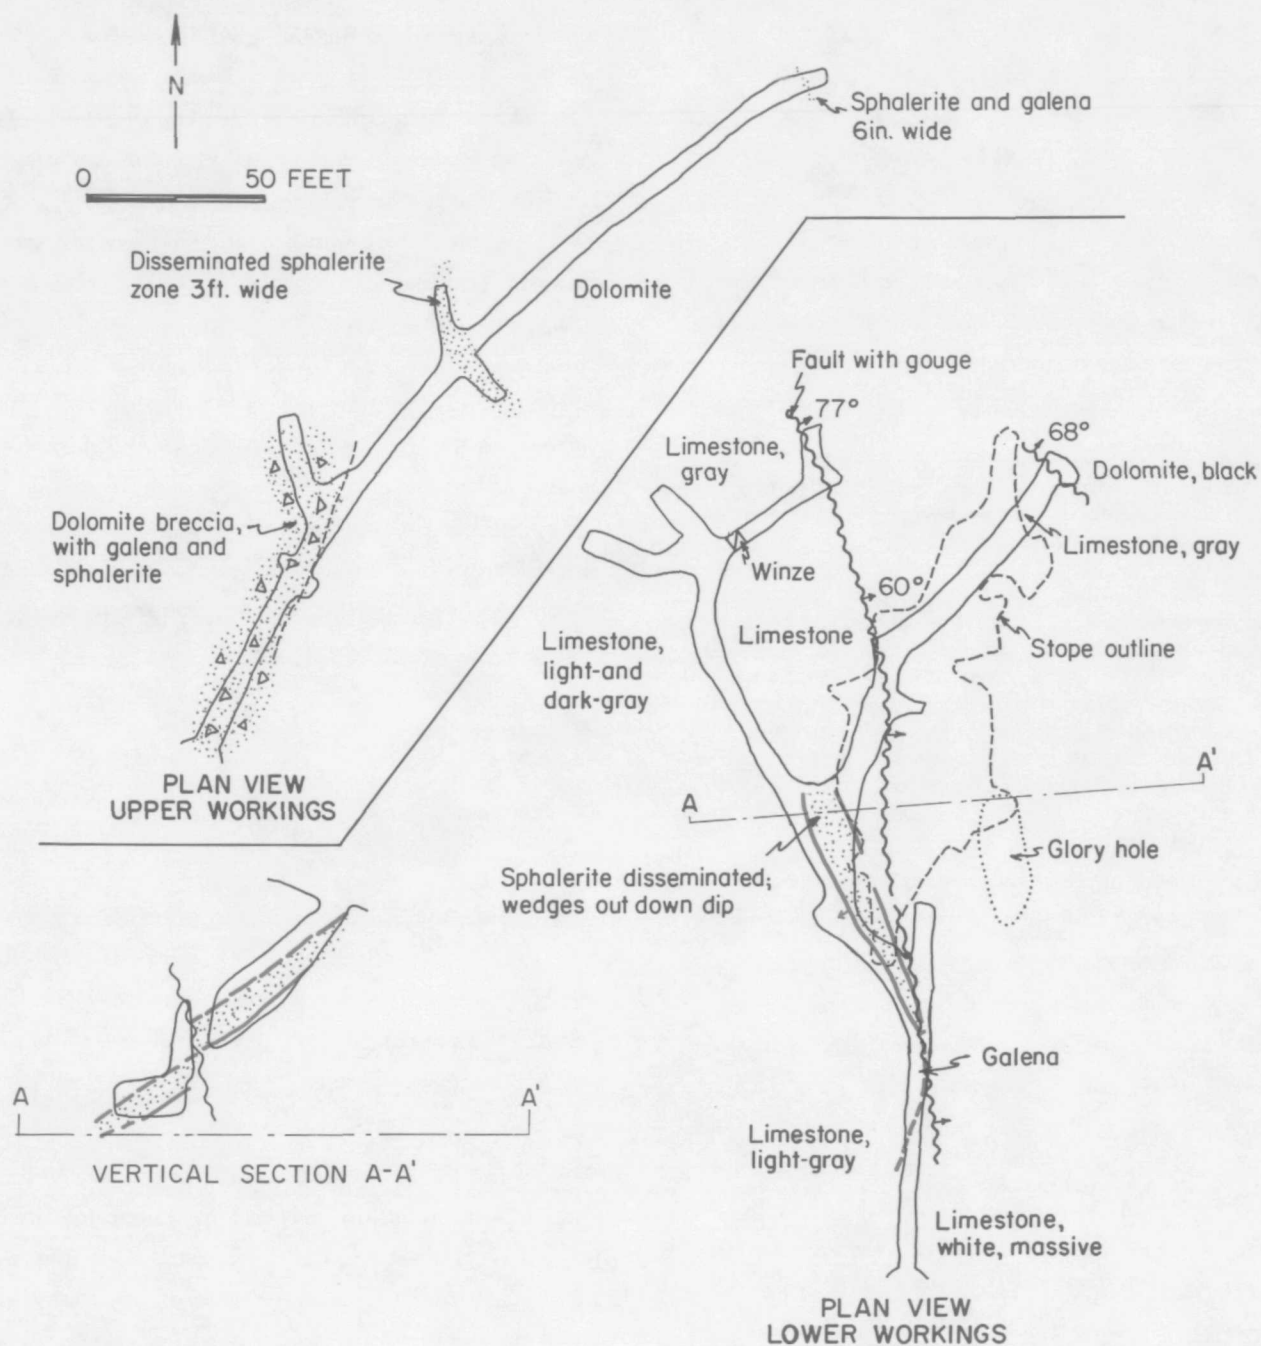 N
0 50 FEET
Sphalerite and galena
6in. wide
Disseminated sphalerite
zone 3ft. wide
Dolomite
Dolomite breccia,
with galena and
sphalerite
PLAN VIEW
UPPER WORKINGS
Fault with gouge
77°
68°
Limestone,
gray
Dolomite, black
Limestone, gray
Winze
60°
Limestone
Stope outline
Limestone,
light-and
dark-gray
A
A'
Glory hole
Sphalerite disseminated;
wedges out down dip
Galena
Limestone,
light-gray
Limestone,
white, massive
PLAN VIEW
LOWER WORKINGS
A
A'
VERTICAL SECTION A-A'